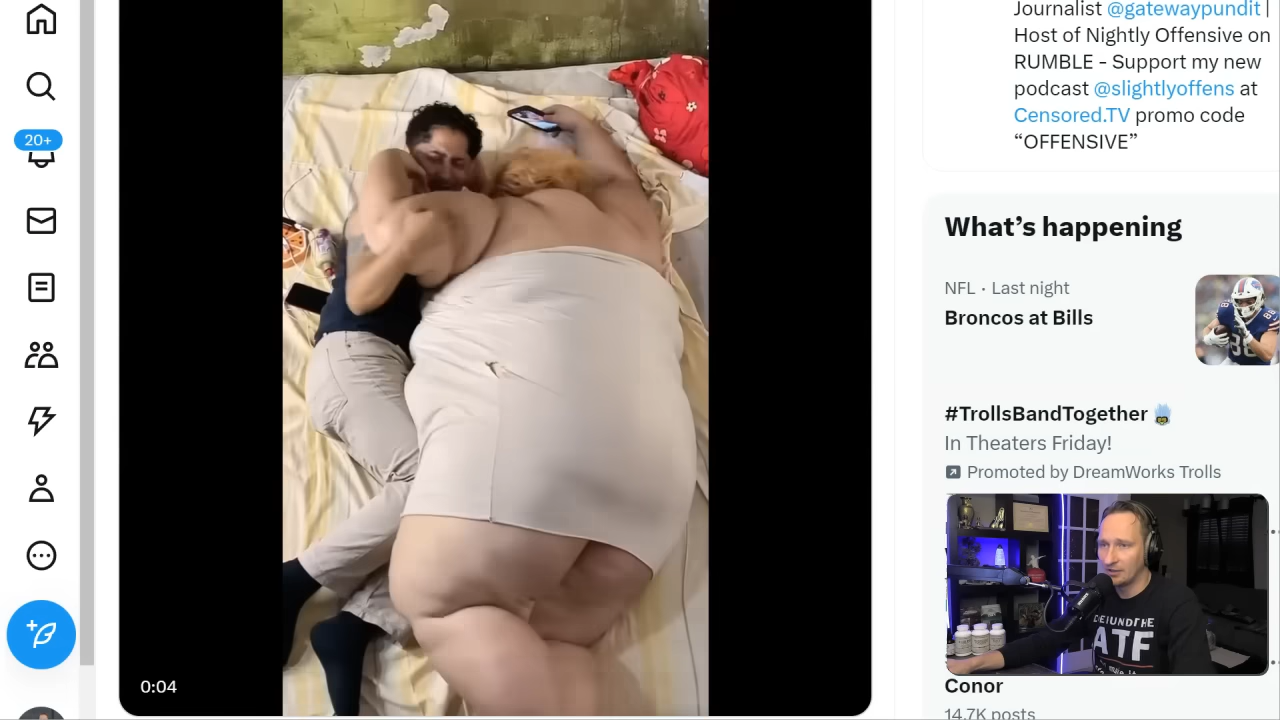 20+
0:04
Journalist @gatewaypundit |
Host of Nightly Offensive on
RUMBLE - Support my new
podcast @slightlyoffens at
Censored.TV promo code
“OFFENSIVE”
What’s happening
NFL · Last night
Broncos at Bills
#TrollsBandTogether
In Theaters Friday!
Promoted by DreamWorks Trolls
ATF
Conor
14.7K posts